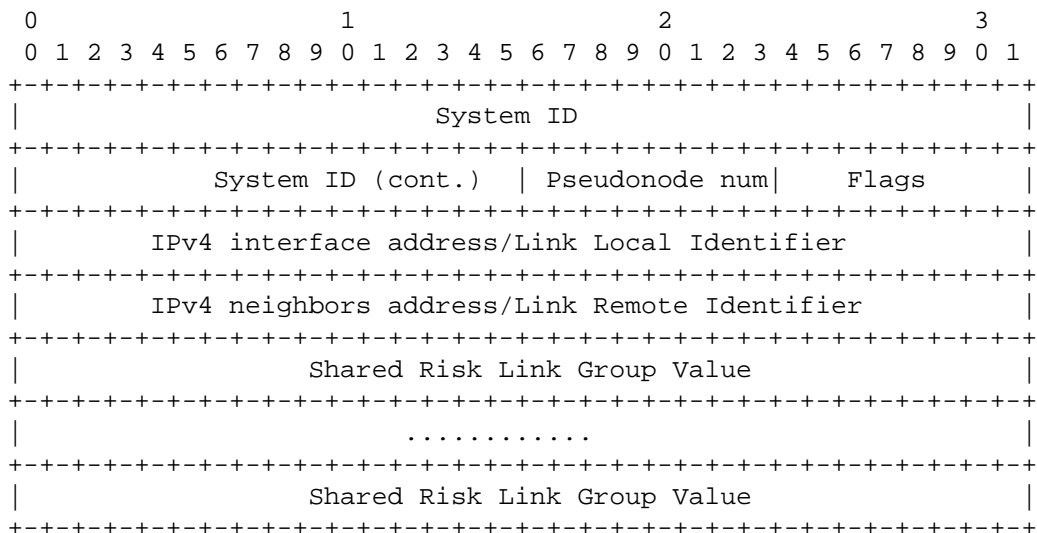 0                   1                   2                   3
 0 1 2 3 4 5 6 7 8 9 0 1 2 3 4 5 6 7 8 9 0 1 2 3 4 5 6 7 8 9 0 1
+-+-+-+-+-+-+-+-+-+-+-+-+-+-+-+-+-+-+-+-+-+-+-+-+-+-+-+-+-+-+-+-+
|                          System ID                            |
+-+-+-+-+-+-+-+-+-+-+-+-+-+-+-+-+-+-+-+-+-+-+-+-+-+-+-+-+-+-+-+-+
|            System ID (cont.)  | Pseudonode num|    Flags      |
+-+-+-+-+-+-+-+-+-+-+-+-+-+-+-+-+-+-+-+-+-+-+-+-+-+-+-+-+-+-+-+-+
|        IPv4 interface address/Link Local Identifier           |
+-+-+-+-+-+-+-+-+-+-+-+-+-+-+-+-+-+-+-+-+-+-+-+-+-+-+-+-+-+-+-+-+
|        IPv4 neighbors address/Link Remote Identifier          |
+-+-+-+-+-+-+-+-+-+-+-+-+-+-+-+-+-+-+-+-+-+-+-+-+-+-+-+-+-+-+-+-+
|                  Shared Risk Link Group Value                 |
+-+-+-+-+-+-+-+-+-+-+-+-+-+-+-+-+-+-+-+-+-+-+-+-+-+-+-+-+-+-+-+-+
|                        ............                           |
+-+-+-+-+-+-+-+-+-+-+-+-+-+-+-+-+-+-+-+-+-+-+-+-+-+-+-+-+-+-+-+-+
|                  Shared Risk Link Group Value                 |
+-+-+-+-+-+-+-+-+-+-+-+-+-+-+-+-+-+-+-+-+-+-+-+-+-+-+-+-+-+-+-+-+